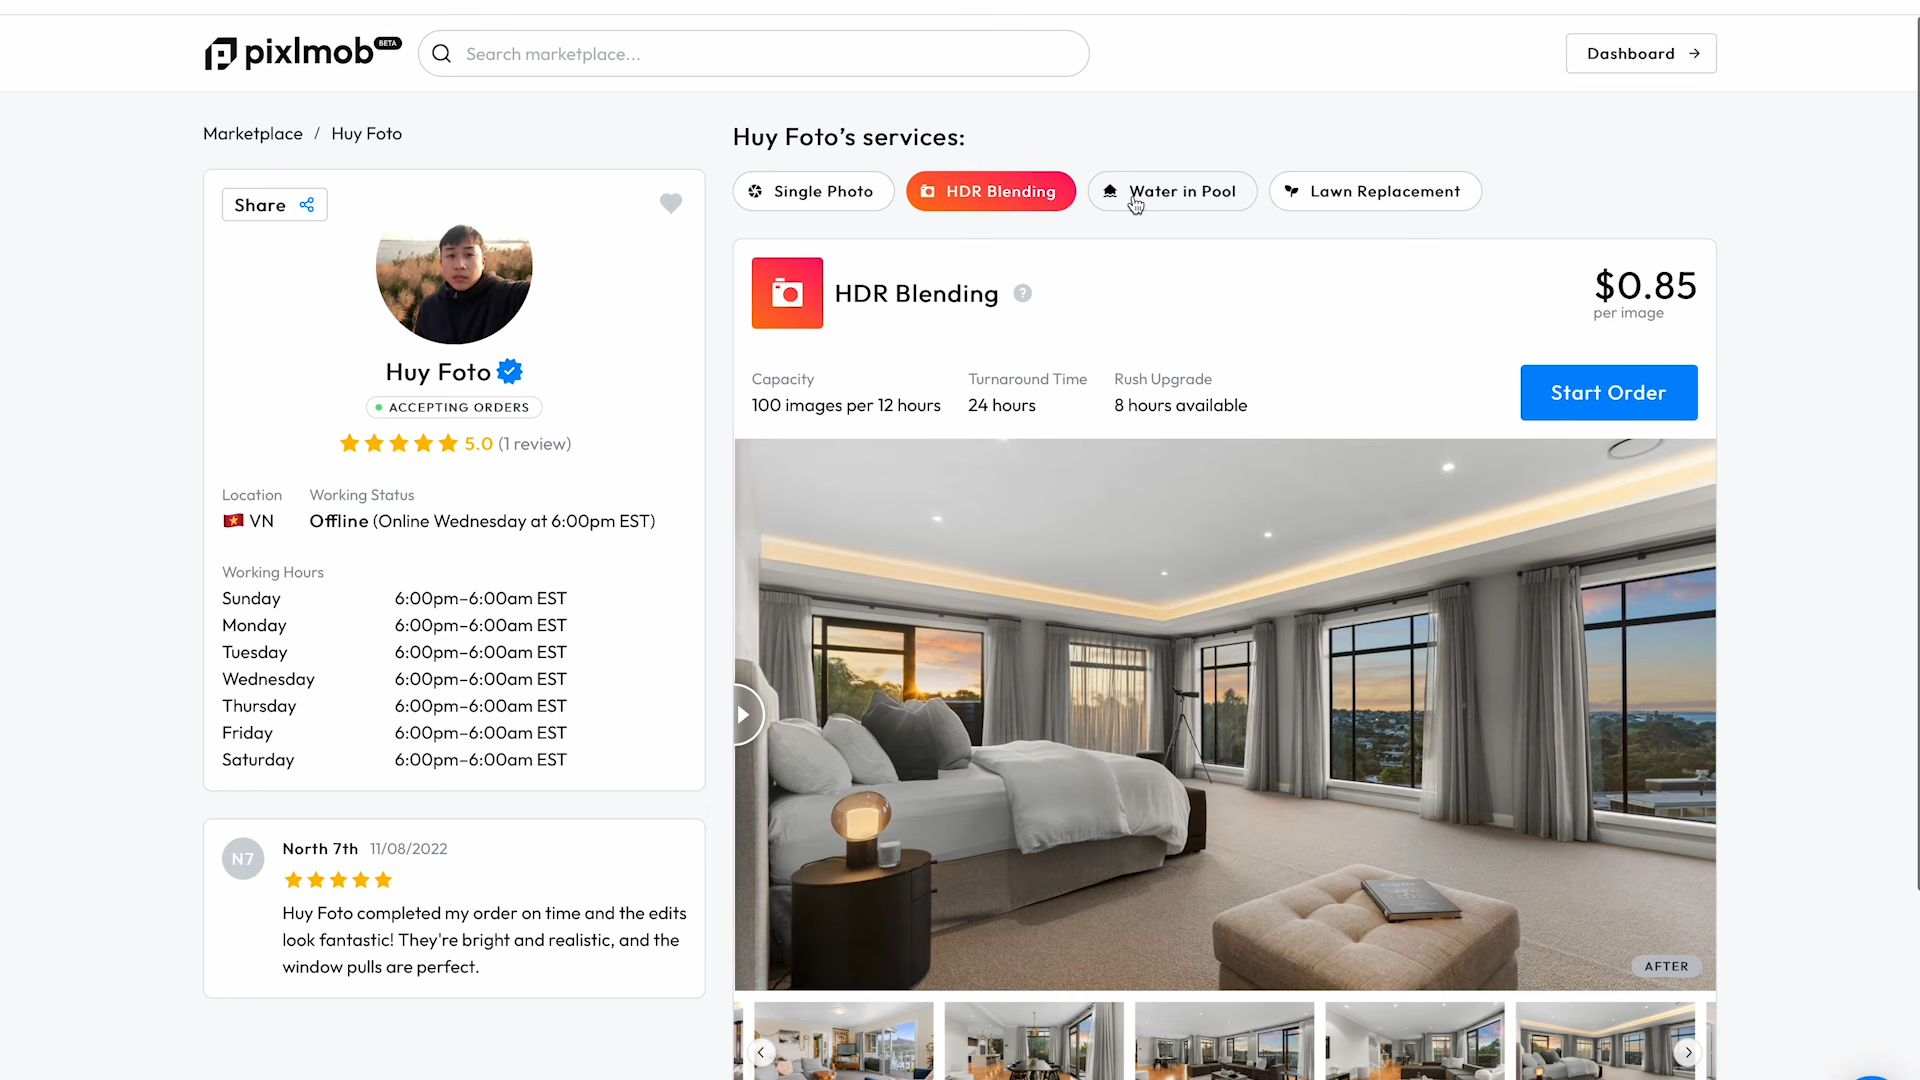 pixlmob BETA
Search marketplace...
Dashboard →
Marketplace / Huy Foto
Share
Huy Foto
ACCEPTING ORDERS
5.0 (1 review)
Location
Working Status
VN
Offline (Online Wednesday at 6:00pm EST)
Working Hours
Sunday 6:00pm–6:00am EST
Monday 6:00pm–6:00am EST
Tuesday 6:00pm–6:00am EST
Wednesday 6:00pm–6:00am EST
Thursday 6:00pm–6:00am EST
Friday 6:00pm–6:00am EST
Saturday 6:00pm–6:00am EST
N7
North 7th 11/08/2022
Huy Foto completed my order on time and the edits
look fantastic! They're bright and realistic, and the
window pulls are perfect.
Huy Foto’s services:
Single Photo
HDR Blending
Water in Pool
Lawn Replacement
HDR Blending ?
$0.85
per image
Capacity
100 images per 12 hours
Turnaround Time
24 hours
Rush Upgrade
8 hours available
Start Order
AFTER